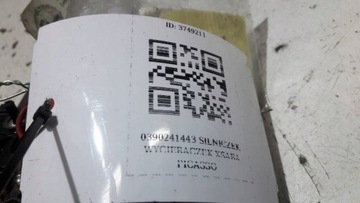 ID: 3749211
0390241443 SILNICZEK
WYCIERACZEK XSARA
PICASSO